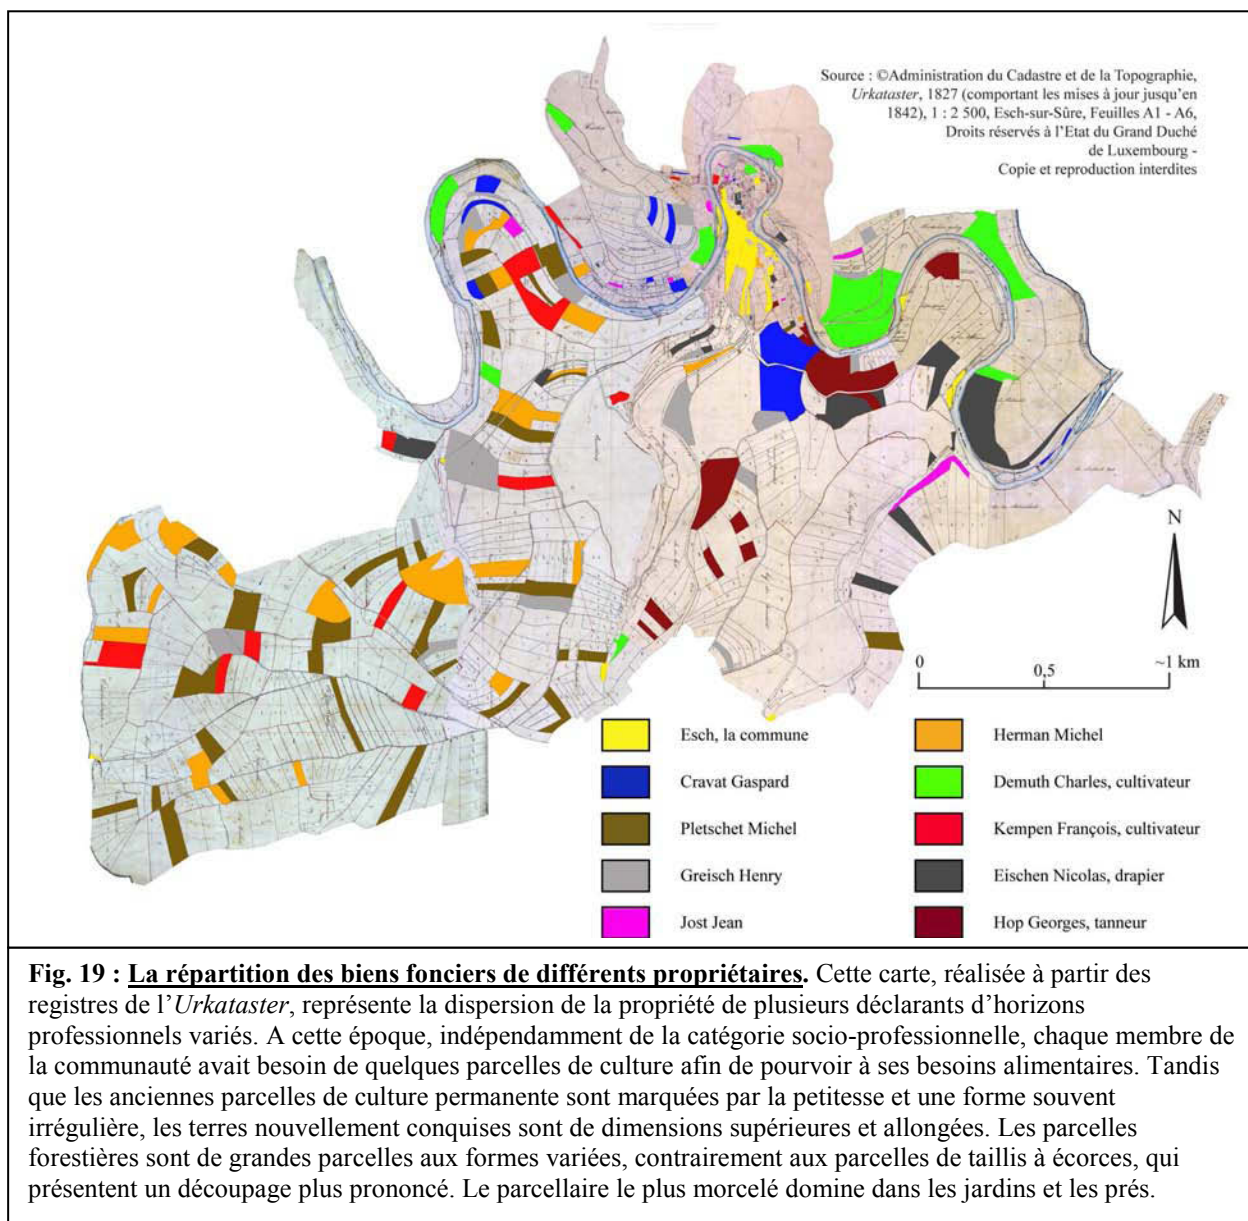 Source : ©Administration du Cadastre et de la Topographie,
Urkataster, 1827 (comportant les mises à jour jusqu'en
1842), 1 : 2 500, Esch-sur-Sûre, Feuilles A1 - A6,
Droits réservés à l'Etat du Grand Duché
de Luxembourg -
Copie et reproduction interdites
N
0
0,5
~1 km
Esch, la commune
Cravat Gaspard
Pletschet Michel
Greisch Henry
Jost Jean
Herman Michel
Demuth Charles, cultivateur
Kempen François, cultivateur
Eischen Nicolas, drapier
Hop Georges, tanneur
Fig. 19 : La répartition des biens fonciers de différents propriétaires. Cette carte, réalisée à partir des
registres de l'Urkataster, représente la dispersion de la propriété de plusieurs déclarants d'horizons
professionnels variés. A cette époque, indépendamment de la catégorie socio-professionnelle, chaque membre de
la communauté avait besoin de quelques parcelles de culture afin de pourvoir à ses besoins alimentaires. Tandis
que les anciennes parcelles de culture permanente sont marquées par la petitesse et une forme souvent
irrégulière, les terres nouvellement conquises sont de dimensions supérieures et allongées. Les parcelles
forestières sont de grandes parcelles aux formes variées, contrairement aux parcelles de taillis à écorces, qui
présentent un découpage plus prononcé. Le parcellaire le plus morcelé domine dans les jardins et les prés.